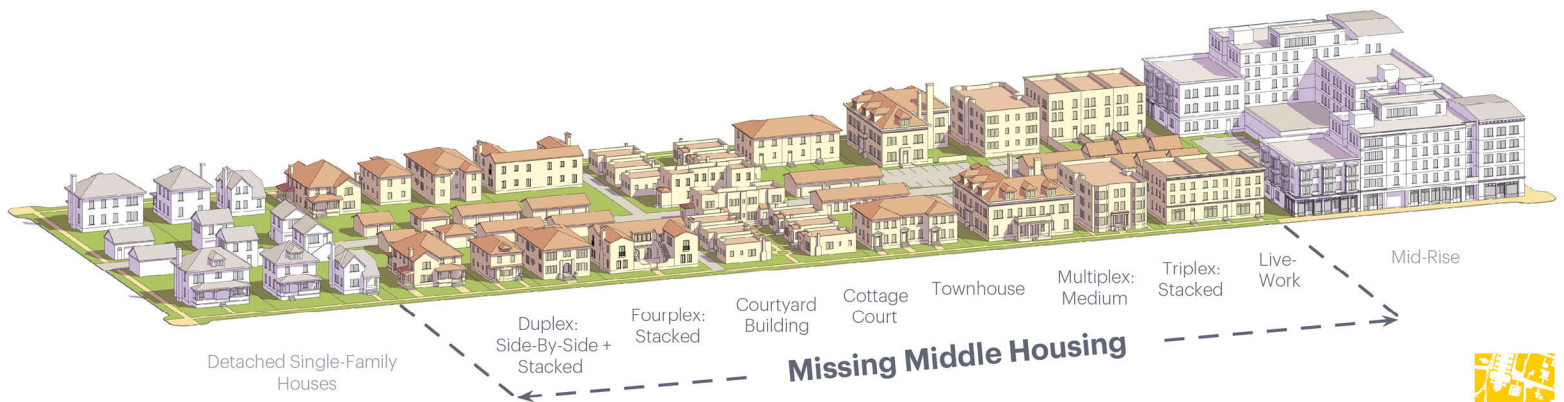 Detached Single-Family
Houses
Duplex:
Side-By-Side +
Stacked
Fourplex:
Stacked
Courtyard
Building
Cottage
Court
Townhouse
Multiplex:
Medium
Triplex:
Stacked
Live-
Work
Mid-Rise
Missing Middle Housing